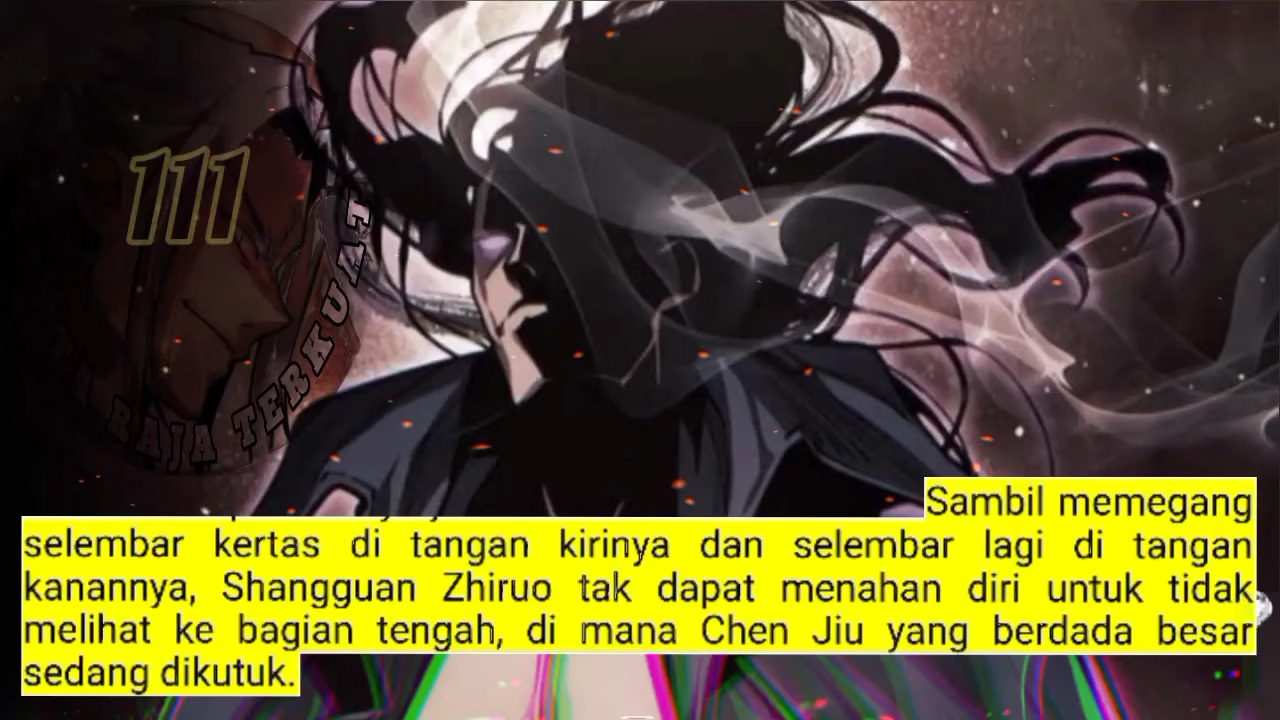 111
RAJA TERKUAT
Sambil memegang
selembar kertas di tangan kirinya dan selembar lagi di tangan
kanannya, Shangguan Zhiruo tak dapat menahan diri untuk tidak
melihat ke bagian tengah, di mana Chen Jiu yang berdada besar
sedang dikutuk.